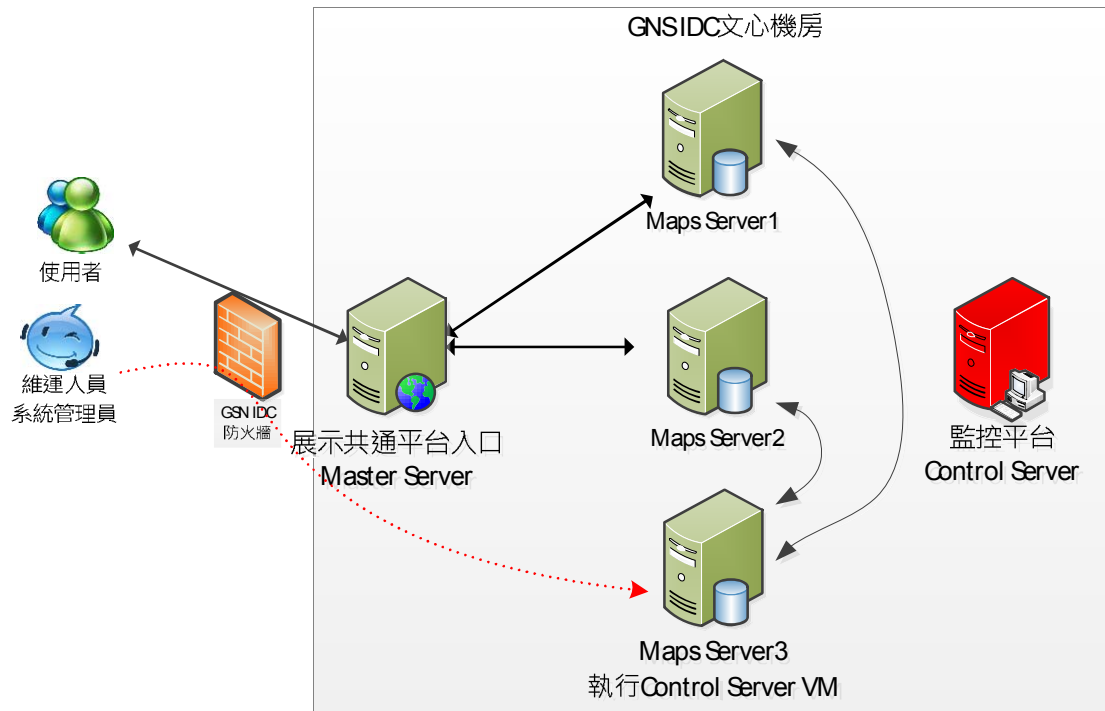 GNS IDC文心機房
Maps Server1
使用者
維運人員
系統管理員
GSN IDC
防火牆
展示共通平台入口
Master Server
Maps Server2
監控平台
Control Server
Maps Server3
執行Control Server VM